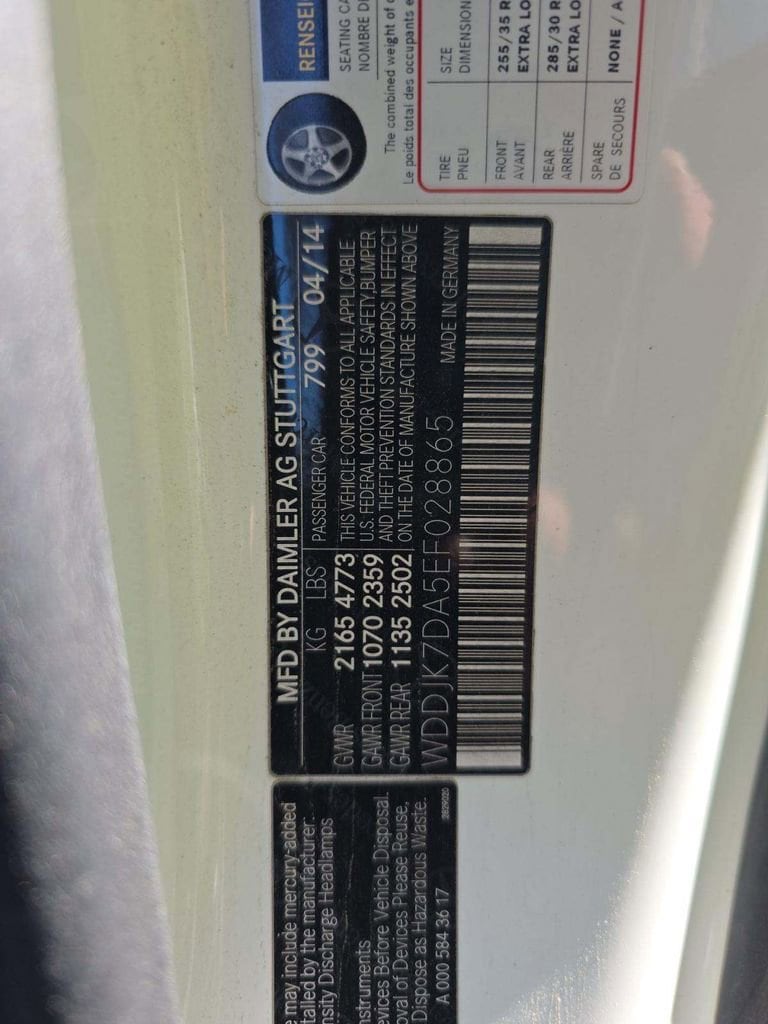 e may include mercury-added
talled by the manufacturer:
nsity Discharge Headlamps
nstruments
evices Before Vehicle Disposal.
oval of Devices Please Reuse,
Dispose as Hazardous Waste.
A 000 584 36 17
2829020
MFD BY DAIMLER AG STUTTGART
KG LBS PASSENGER CAR 799 04/14
GVWR 2165 4773
GAWR FRONT 1070 2359
GAWR REAR 1135 2502
THIS VEHICLE CONFORMS TO ALL APPLICABLE
U.S. FEDERAL MOTOR VEHICLE SAFETY,BUMPER
AND THEFT PREVENTION STANDARDS IN EFFECT
ON THE DATE OF MANUFACTURE SHOWN ABOVE
WDDJK7DA5EF028865 MADE IN GERMANY
RENSEI
SEATING CA
NOMBRE DE
The combined weight of o
Le poids total des occupants e
TIRE SIZE
PNEU DIMENSION
FRONT 255/35 R
AVANT EXTRA LO
REAR 285/30 R
ARRIÈRE EXTRA LO
SPARE NONE / A
DE SECOURS